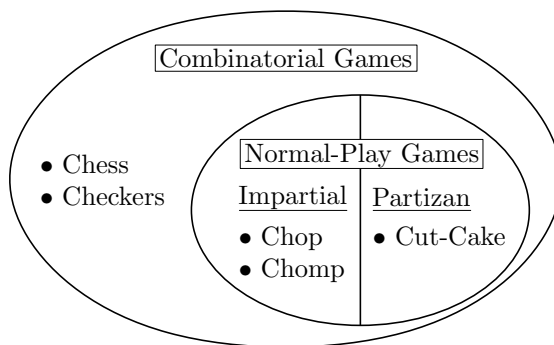 Combinatorial Games
Normal-Play Games
• Chess
• Checkers
Impartial
• Chop
• Chomp
Partizan
• Cut-Cake